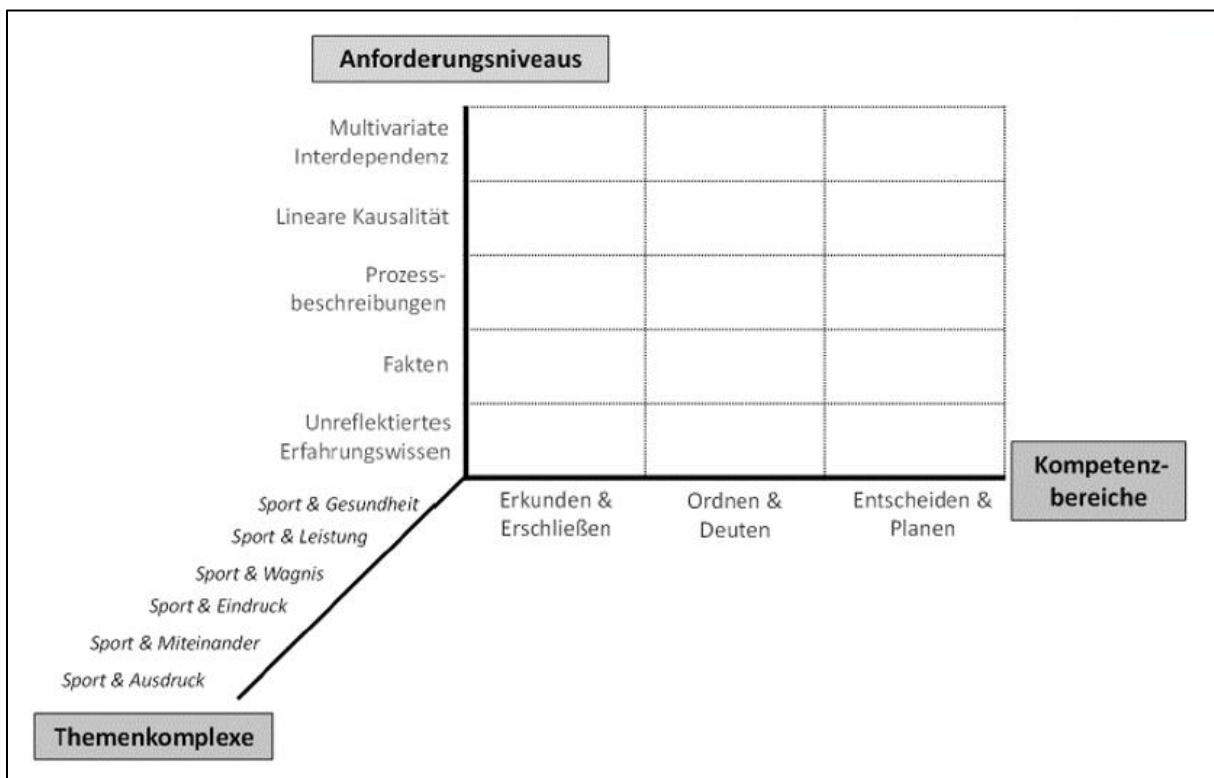 Anforderungsniveaus
Multivariate
Interdependenz
Lineare Kausalität
Prozess-
beschreibungen
Fakten
Unreflektiertes
Erfahrungswissen
Kompetenz-
bereiche
Erkunden &
Erschließen
Ordnen &
Deuten
Entscheiden &
Planen
Sport & Gesundheit
Sport & Leistung
Sport & Wagnis
Sport & Eindruck
Sport & Miteinander
Sport & Ausdruck
Themenkomplexe